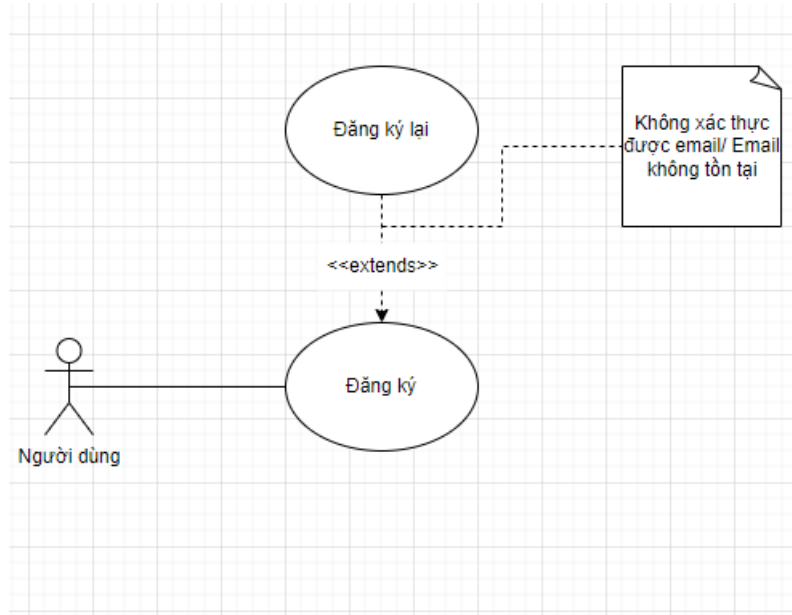 Đăng ký lại
Không xác thực
được email/ Email
không tồn tại
<<extends>>
Đăng ký
Người dùng